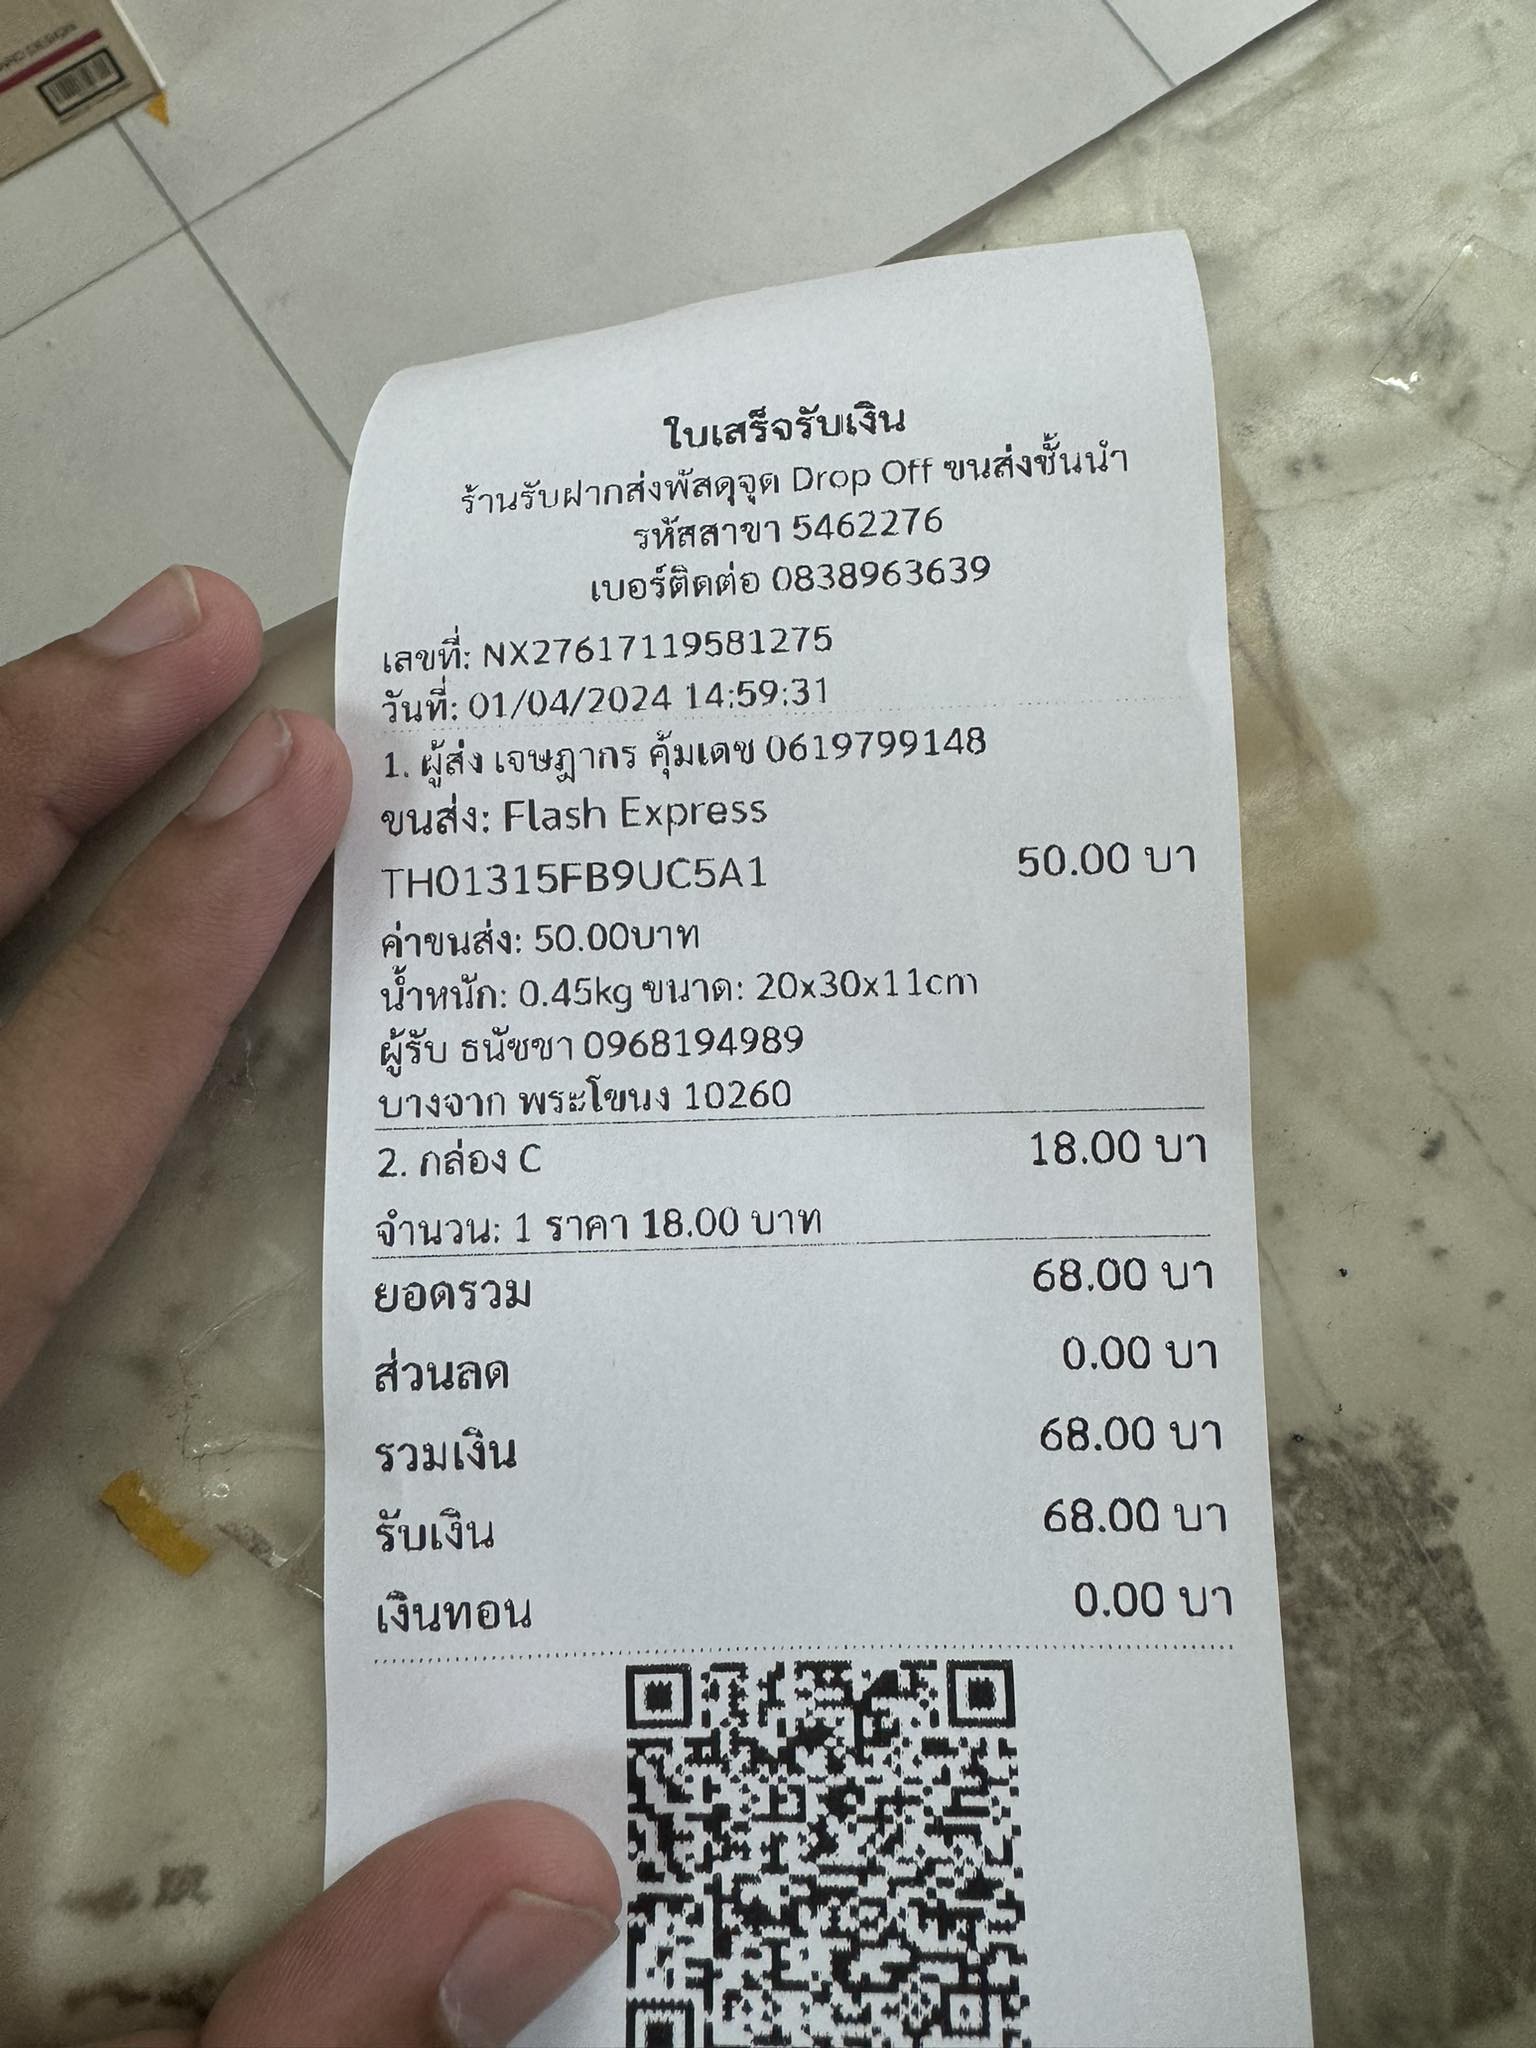 ใบเสร็จรับเงิน
ร้านรับฝากส่งพัสดุจุด Drop Off ขนส่งชั้นนำ
รหัสสาขา 5462276
เบอร์ติดต่อ 0838963639
เลขที่: NX27617119581275
วันที่: 01/04/2024 14:59:31
1. ผู้ส่ง เจษฎากร คุ้มเดช 0619799148
ขนส่ง: Flash Express
TH01315FB9UC5A1 50.00 บา
ค่าขนส่ง: 50.00บาท
น้ำหนัก: 0.45kg ขนาด: 20x30x11cm
ผู้รับ ธนัชชา 0968194989
บางจาก พระโขนง 10260
2. กล่อง C 18.00 บา
จำนวน: 1 ราคา 18.00 บาท
ยอดรวม 68.00 บา
ส่วนลด 0.00 บา
รวมเงิน 68.00 บา
รับเงิน 68.00 บา
เงินทอน 0.00 บา